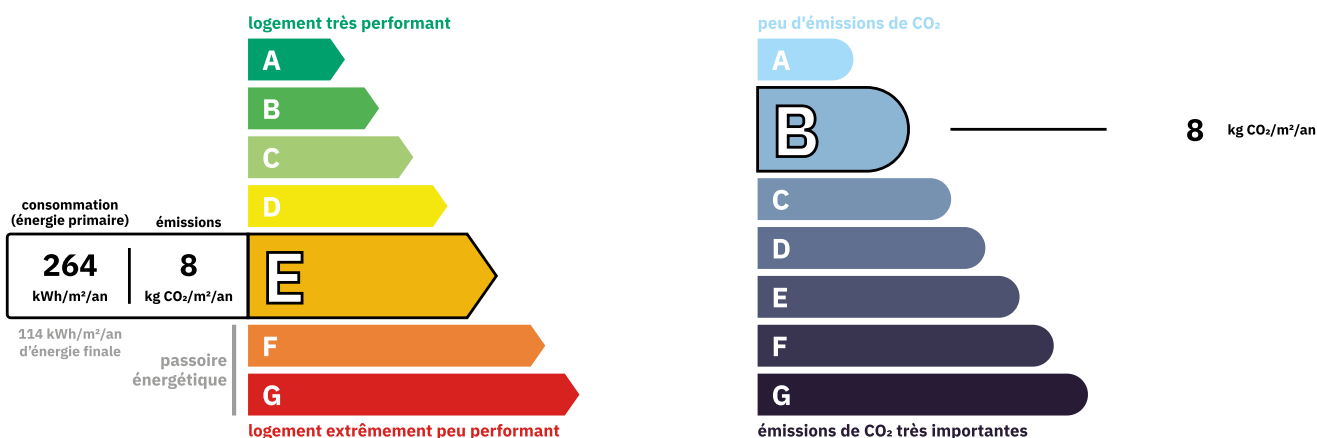 logement très performant
A
B
C
D
consommation
(énergie primaire)
émissions
264
kWh/m²/an
8
kg CO₂/m²/an
E
114 kWh/m²/an
d'énergie finale
passoire
énergétique
F
G
logement extrêmement peu performant
peu d'émissions de CO₂
A
B
8 kg CO₂/m²/an
C
D
E
F
G
émissions de CO₂ très importantes